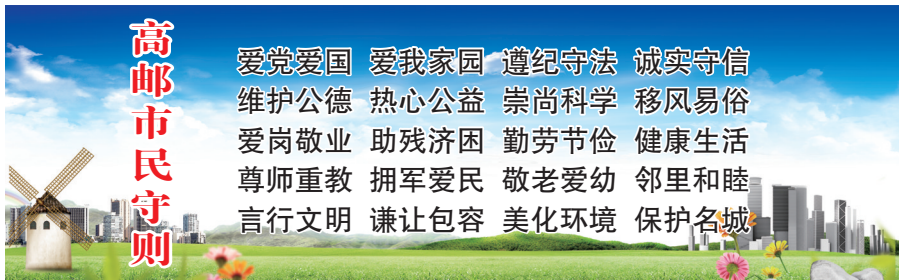 高邮市民守则
爱党爱国 爱我家园 遵纪守法 诚实守信
维护公德 热心公益 崇尚科学 移风易俗
爱岗敬业 助残济困 勤劳节俭 健康生活
尊师重教 拥军爱民 敬老爱幼 邻里和睦
言行文明 谦让包容 美化环境 保护名城